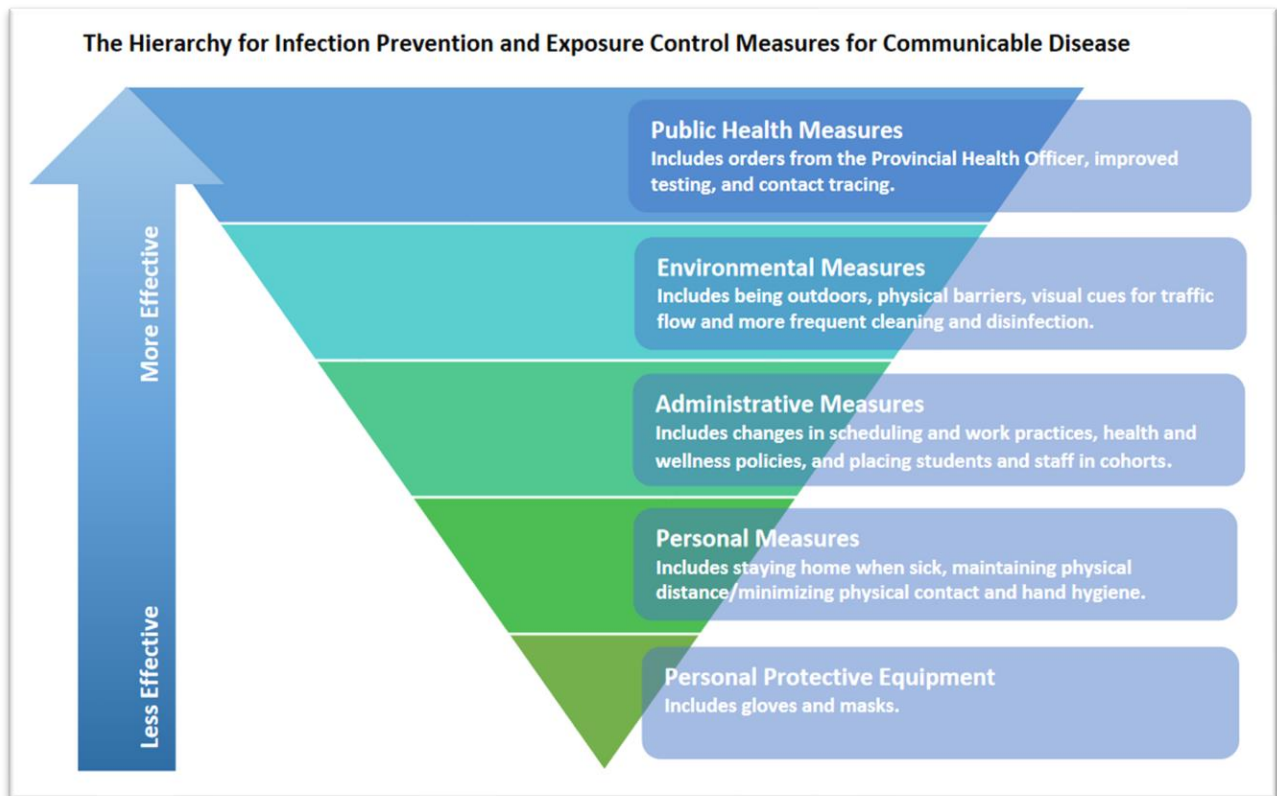 The Hierarchy for Infection Prevention and Exposure Control Measures for Communicable Disease
More Effective
Less Effective
Public Health Measures
Includes orders from the Provincial Health Officer, improved
testing, and contact tracing.
Environmental Measures
Includes being outdoors, physical barriers, visual cues for traffic
flow and more frequent cleaning and disinfection.
Administrative Measures
Includes changes in scheduling and work practices, health and
wellness policies, and placing students and staff in cohorts.
Personal Measures
Includes staying home when sick, maintaining physical
distance/minimizing physical contact and hand hygiene.
Personal Protective Equipment
Includes gloves and masks.